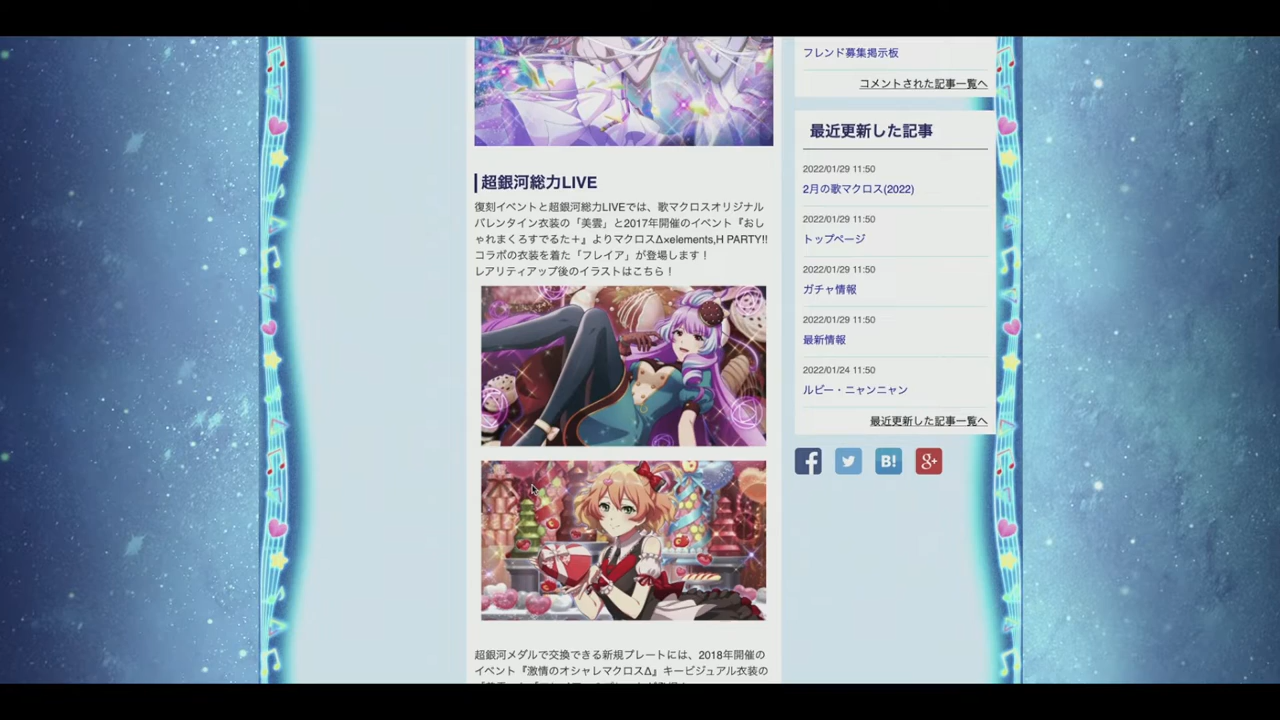 超銀河総力LIVE
復刻イベントと超銀河総力LIVEでは、歌マクロスオリジナル
バレンタイン衣装の「美雲」と2017年開催のイベント『おし
ゃれまくろすでるた＋』よりマクロスΔ×elements,H PARTY!!
コラボの衣装を着た「フレイア」が登場します！
レアリティアップ後のイラストはこちら！
超銀河メダルで交換できる新規プレートには、2018年開催の
イベント『激情のオシャレマクロスΔ』キービジュアル衣装の
フレンド募集掲示板
コメントされた記事一覧へ
最近更新した記事
2022/01/29 11:50
2月の歌マクロス(2022)
2022/01/29 11:50
トップページ
2022/01/29 11:50
ガチャ情報
2022/01/29 11:50
最新情報
2022/01/24 11:50
ルビー・ニャンニャン
最近更新した記事一覧へ
B!
g+